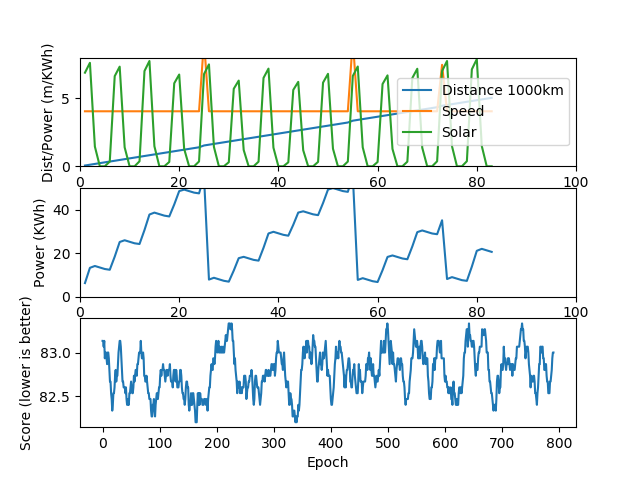 Dist/Power (m/KWh)
5
0
Distance 1000km
Speed
Solar
0 20 40 60 80 100
Power (KWh)
40
20
0
0 20 40 60 80 100
Score (lower is better)
83.0
82.5
0 100 200 300 400 500 600 700 800
Epoch